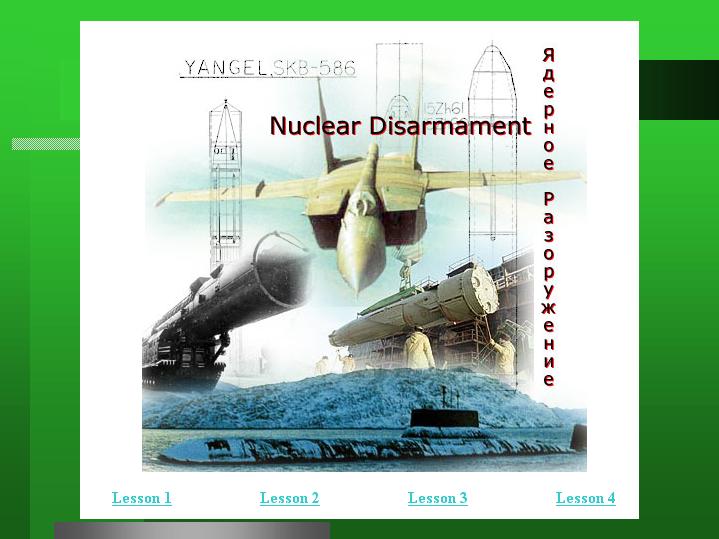 YANGEL SKB-586
15Zh61
Nuclear Disarmament
Ядерное Разоружение
Lesson 1
Lesson 2
Lesson 3
Lesson 4